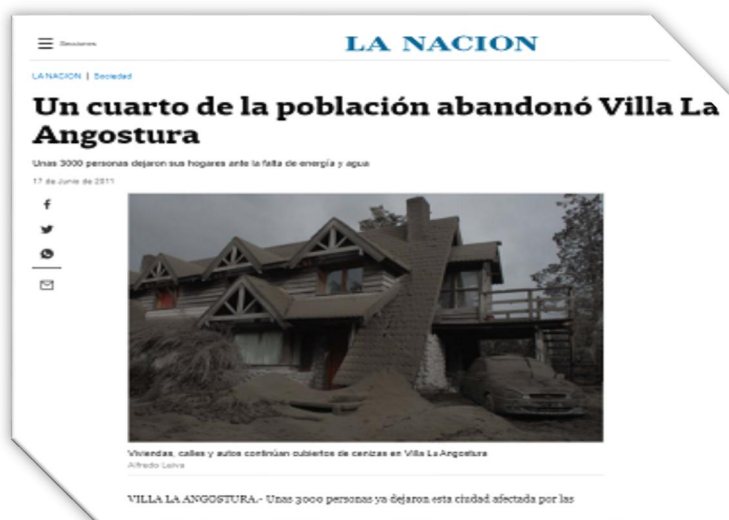 Secciones
LA NACION
LA NACION | Sociedad
Un cuarto de la población abandonó Villa La
Angostura
Unas 3000 personas dejaron sus hogares ante la falta de energía y agua
17 de Junio de 2011
Viviendas, calles y autos continúan cubiertos de cenizas en Villa La Angostura
Alfredo Leiva
VILLA LA ANGOSTURA.- Unas 3000 personas ya dejaron esta ciudad afectada por las